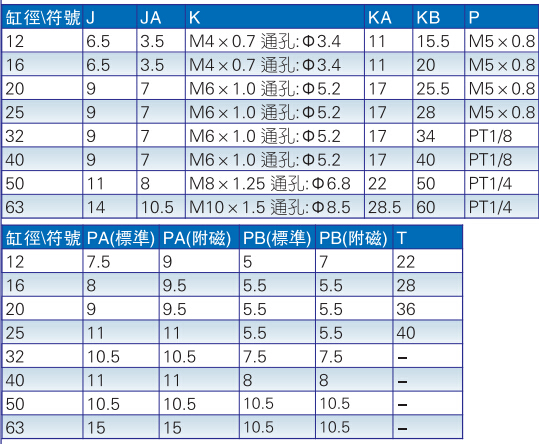 缸徑\符號 J JA K KA KB P
12 6.5 3.5 M4×0.7 通孔:Φ3.4 11 15.5 M5×0.8
16 6.5 3.5 M4×0.7 通孔:Φ3.4 11 20 M5×0.8
20 9 7 M6×1.0 通孔:Φ5.2 17 25.5 M5×0.8
25 9 7 M6×1.0 通孔:Φ5.2 17 28 M5×0.8
32 9 7 M6×1.0 通孔:Φ5.2 17 34 PT1/8
40 9 7 M6×1.0 通孔:Φ5.2 17 40 PT1/8
50 11 8 M8×1.25 通孔:Φ6.8 22 50 PT1/4
63 14 10.5 M10×1.5 通孔:Φ8.5 28.5 60 PT1/4
缸徑\符號 PA(標準) PA(附磁) PB(標準) PB(附磁) T
12 7.5 9 5 7 22
16 8 9.5 5.5 5.5 28
20 9 9.5 5.5 5.5 36
25 11 11 5.5 5.5 40
32 10.5 10.5 7.5 7.5 –
40 11 11 8 8 –
50 10.5 10.5 10.5 10.5 –
63 15 15 10.5 10.5 –